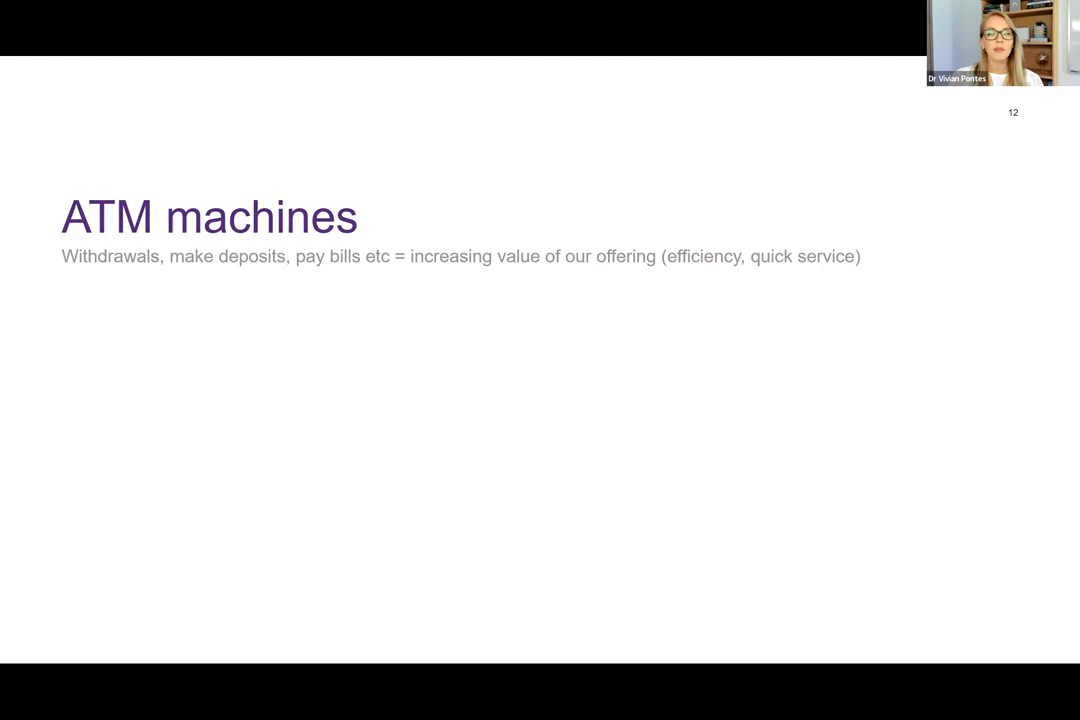 Dr Vivian Pontes
12
ATM machines
Withdrawals, make deposits, pay bills etc = increasing value of our offering (efficiency, quick service)